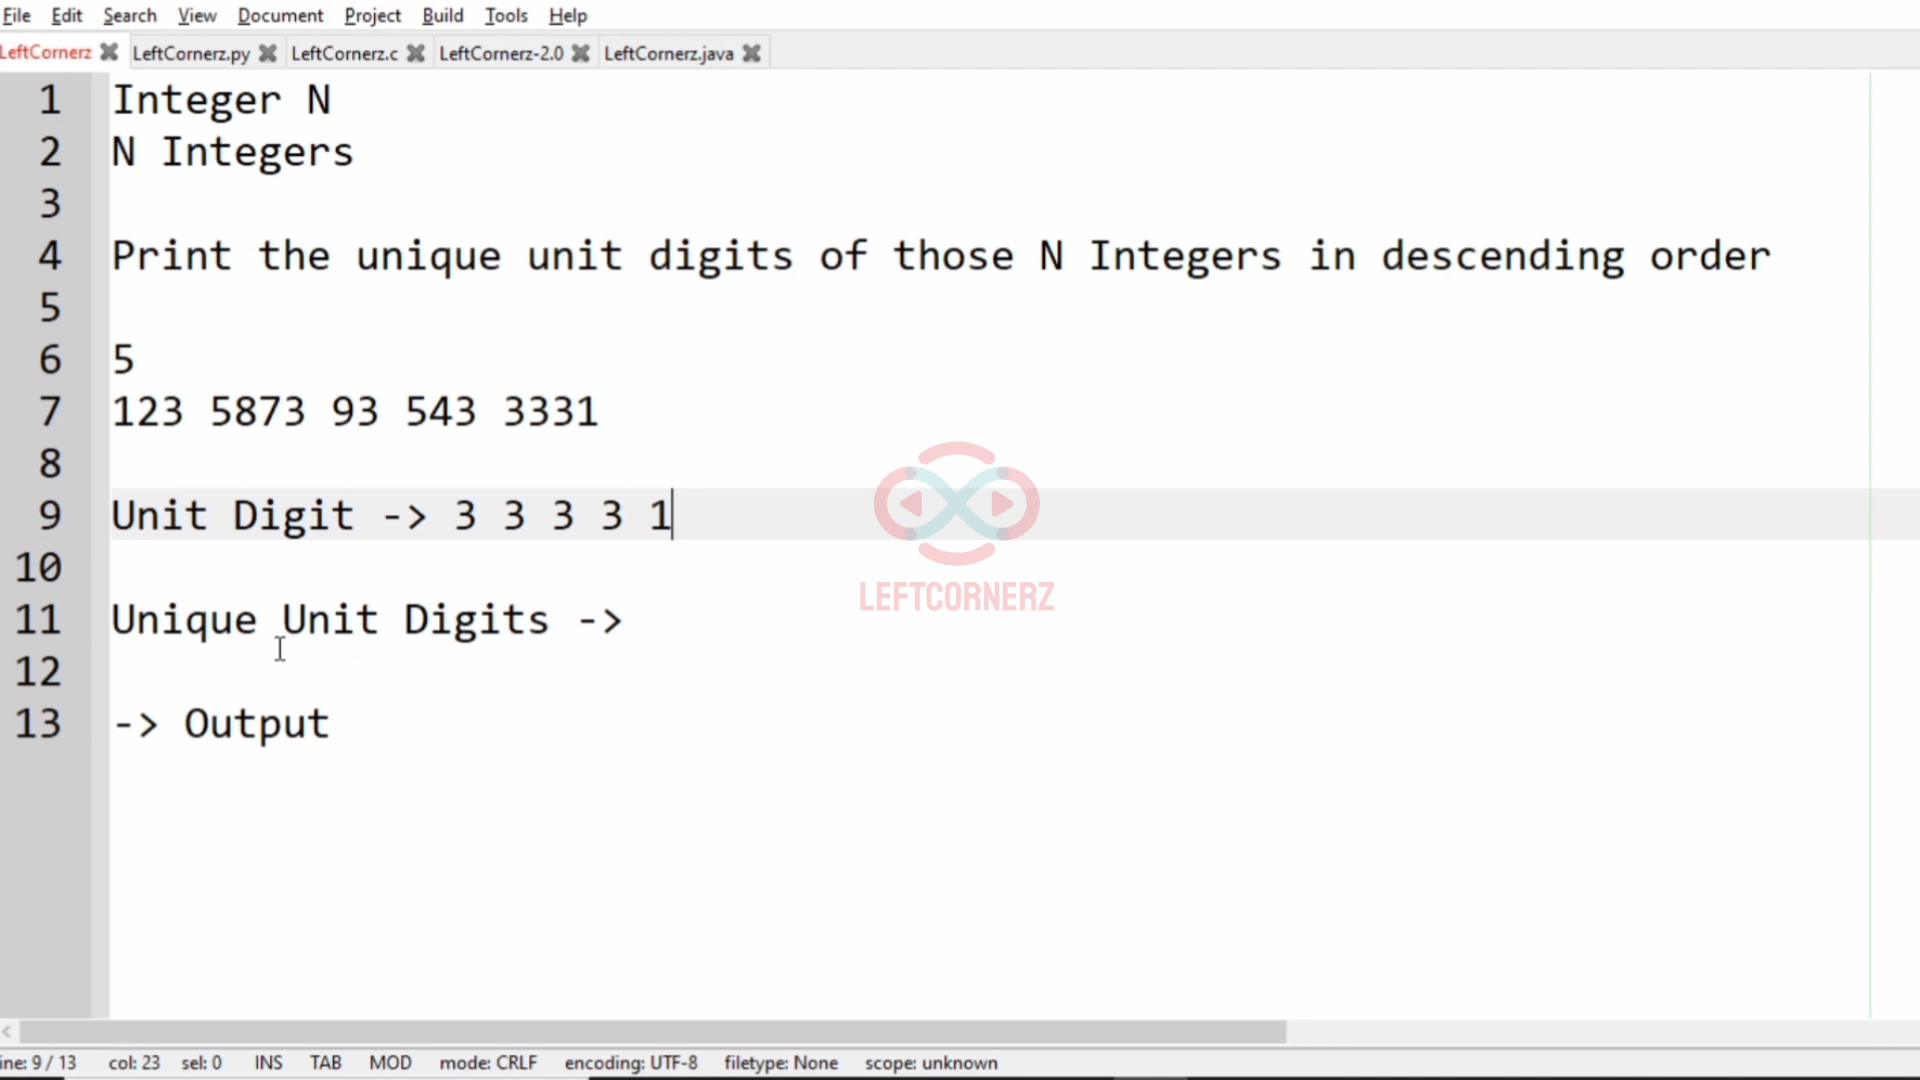 File Edit Search View Document Project Build Tools Help
LeftCornerz LeftCornerz.py LeftCornerz.c LeftCornerz-2.0 LeftCornerz.java
1 Integer N
2 N Integers
3
4 Print the unique unit digits of those N Integers in descending order
5
6 5
7 123 5873 93 543 3331
8
9 Unit Digit -> 3 3 3 3 1
10
11 Unique Unit Digits ->
12
13 -> Output
LEFTCORNERZ
ine: 9 / 13 col: 23 sel: 0 INS TAB MOD mode: CRLF encoding: UTF-8 filetype: None scope: unknown